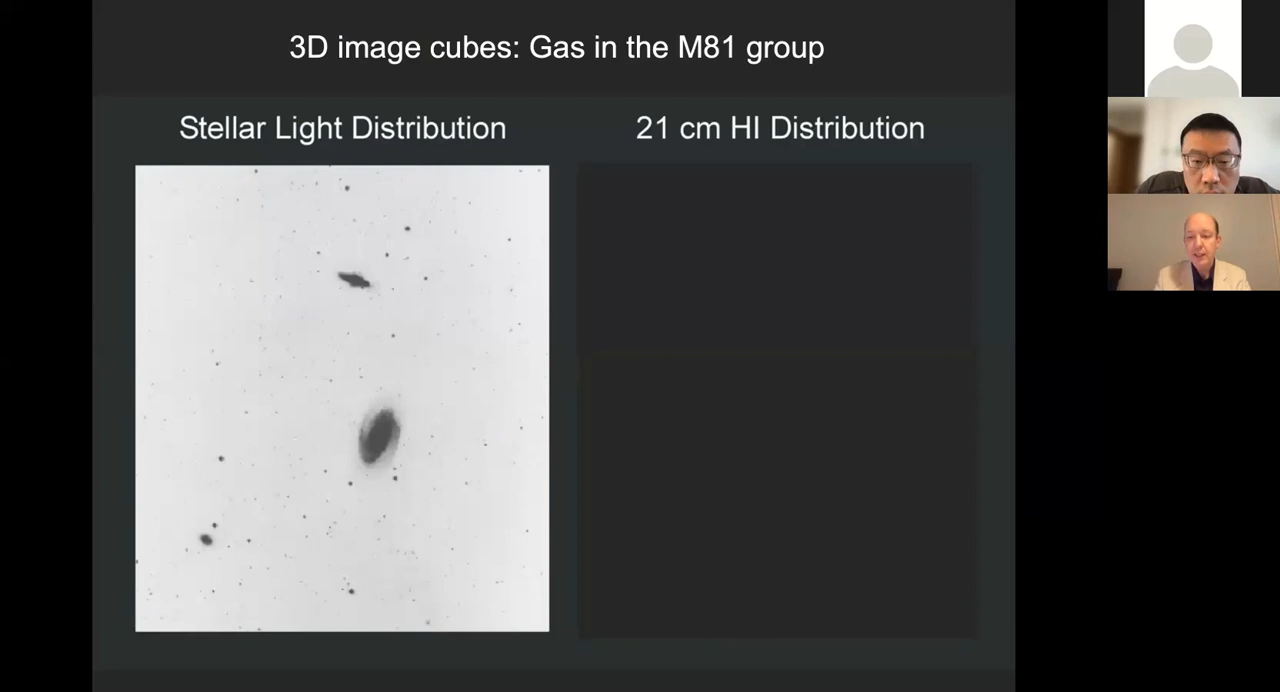 3D image cubes: Gas in the M81 group
Stellar Light Distribution
21 cm HI Distribution